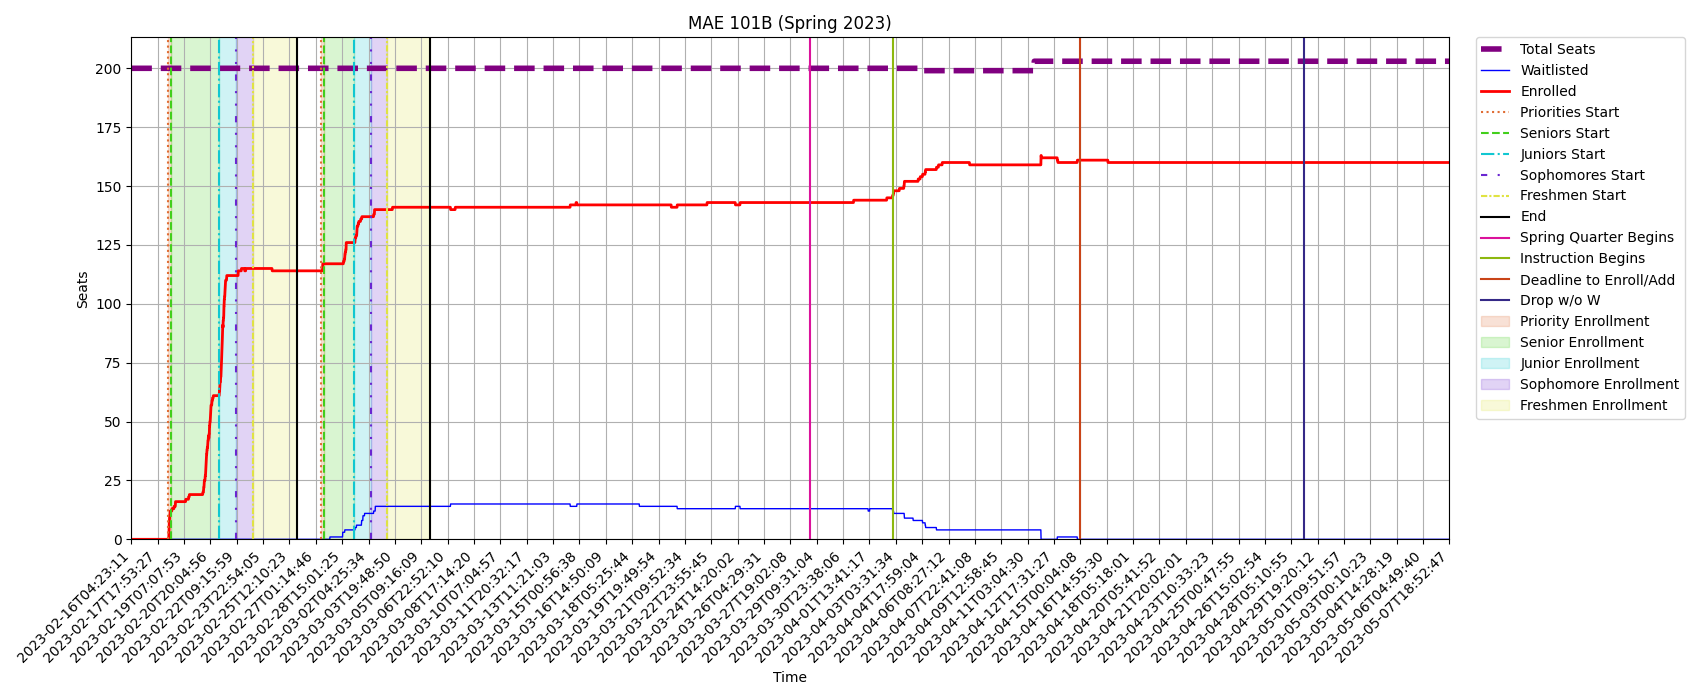 MAE 101B (Spring 2023)
Seats
200
175
150
125
100
75
50
25
0
2023-02-16T04:23:11
2023-02-17T17:53:27
2023-02-19T07:07:53
2023-02-20T20:04:56
2023-02-22T09:15:59
2023-02-23T22:54:05
2023-02-25T12:10:23
2023-02-27T01:14:46
2023-02-28T15:01:25
2023-03-02T04:25:34
2023-03-03T19:48:50
2023-03-05T09:16:09
2023-03-06T22:52:10
2023-03-08T17:14:20
2023-03-10T07:04:57
2023-03-11T20:32:17
2023-03-13T11:21:03
2023-03-15T00:56:38
2023-03-16T14:50:09
2023-03-18T05:25:44
2023-03-19T19:49:54
2023-03-21T09:52:34
2023-03-22T23:55:45
2023-03-24T14:20:02
2023-03-26T04:29:31
2023-03-27T19:02:08
2023-03-29T09:31:04
2023-03-30T23:38:06
2023-04-01T13:41:17
2023-04-03T03:31:34
2023-04-04T17:59:04
2023-04-06T08:27:12
2023-04-07T22:41:08
2023-04-09T12:58:45
2023-04-11T03:04:30
2023-04-12T17:31:27
2023-04-15T00:04:08
2023-04-16T14:55:30
2023-04-18T05:18:01
2023-04-20T05:41:52
2023-04-21T20:02:01
2023-04-23T10:33:23
2023-04-25T00:47:55
2023-04-26T15:02:54
2023-04-28T05:10:55
2023-04-29T19:20:12
2023-05-01T09:51:57
2023-05-03T00:10:23
2023-05-04T14:28:19
2023-05-06T04:49:40
2023-05-07T18:52:47
Time
Total Seats
Waitlisted
Enrolled
Priorities Start
Seniors Start
Juniors Start
Sophomores Start
Freshmen Start
End
Spring Quarter Begins
Instruction Begins
Deadline to Enroll/Add
Drop w/o W
Priority Enrollment
Senior Enrollment
Junior Enrollment
Sophomore Enrollment
Freshmen Enrollment